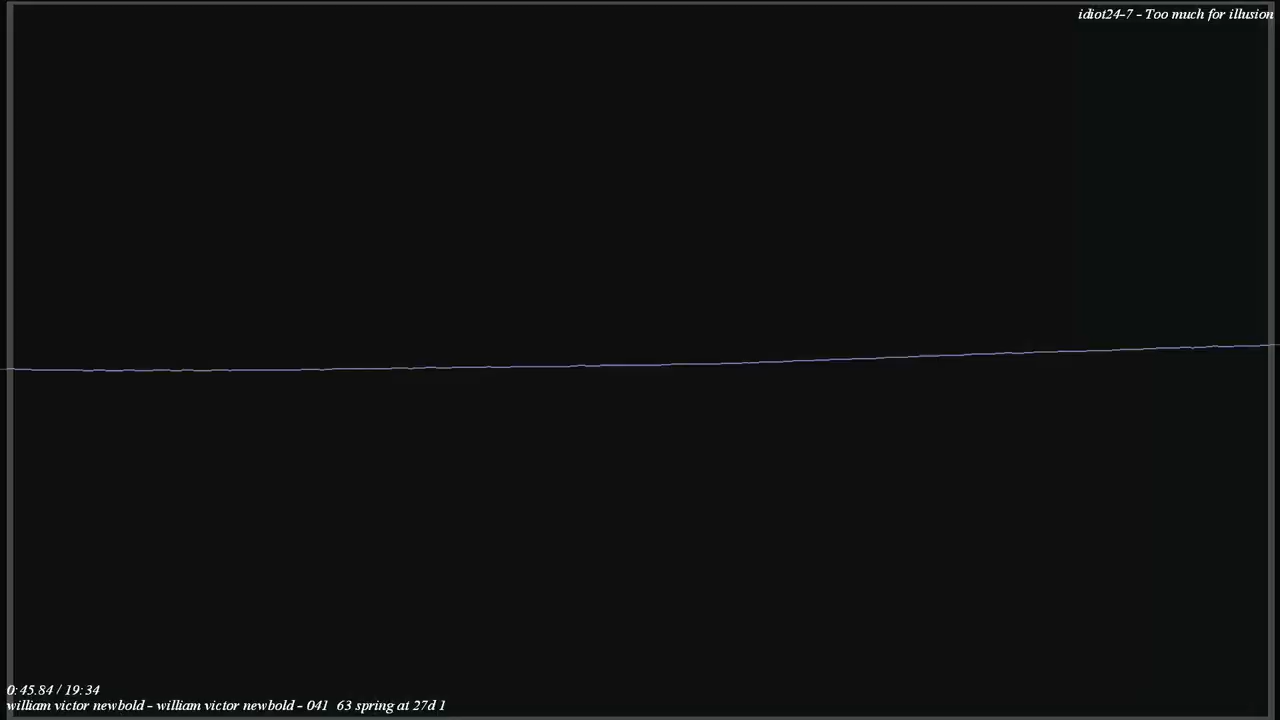 idiot24-7 - Too much for illusion
0:45.84 / 19:34
william victor newbold - william victor newbold - 041  63 spring at 27d 1